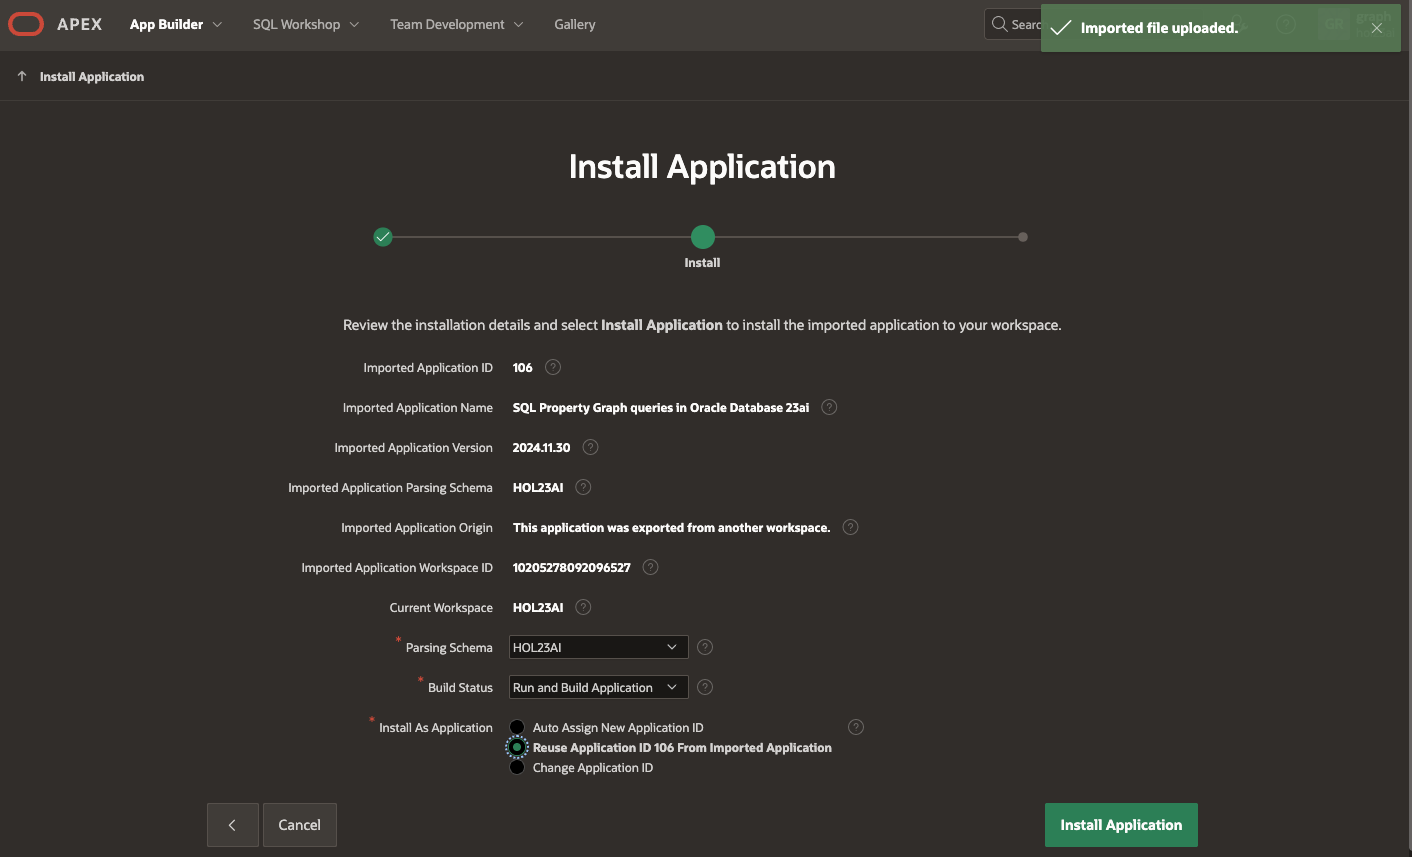 APEX App Builder SQL Workshop Team Development Gallery Searc
Imported file uploaded.
Install Application
Install Application
Install
Review the installation details and select Install Application to install the imported application to your workspace.
Imported Application ID 106 ?
Imported Application Name SQL Property Graph queries in Oracle Database 23ai ?
Imported Application Version 2024.11.30 ?
Imported Application Parsing Schema HOL23AI ?
Imported Application Origin This application was exported from another workspace. ?
Imported Application Workspace ID 10205278092096527 ?
Current Workspace HOL23AI ?
* Parsing Schema HOL23AI ?
* Build Status Run and Build Application ?
* Install As Application Auto Assign New Application ID ?
Reuse Application ID 106 From Imported Application
Change Application ID
Cancel Install Application